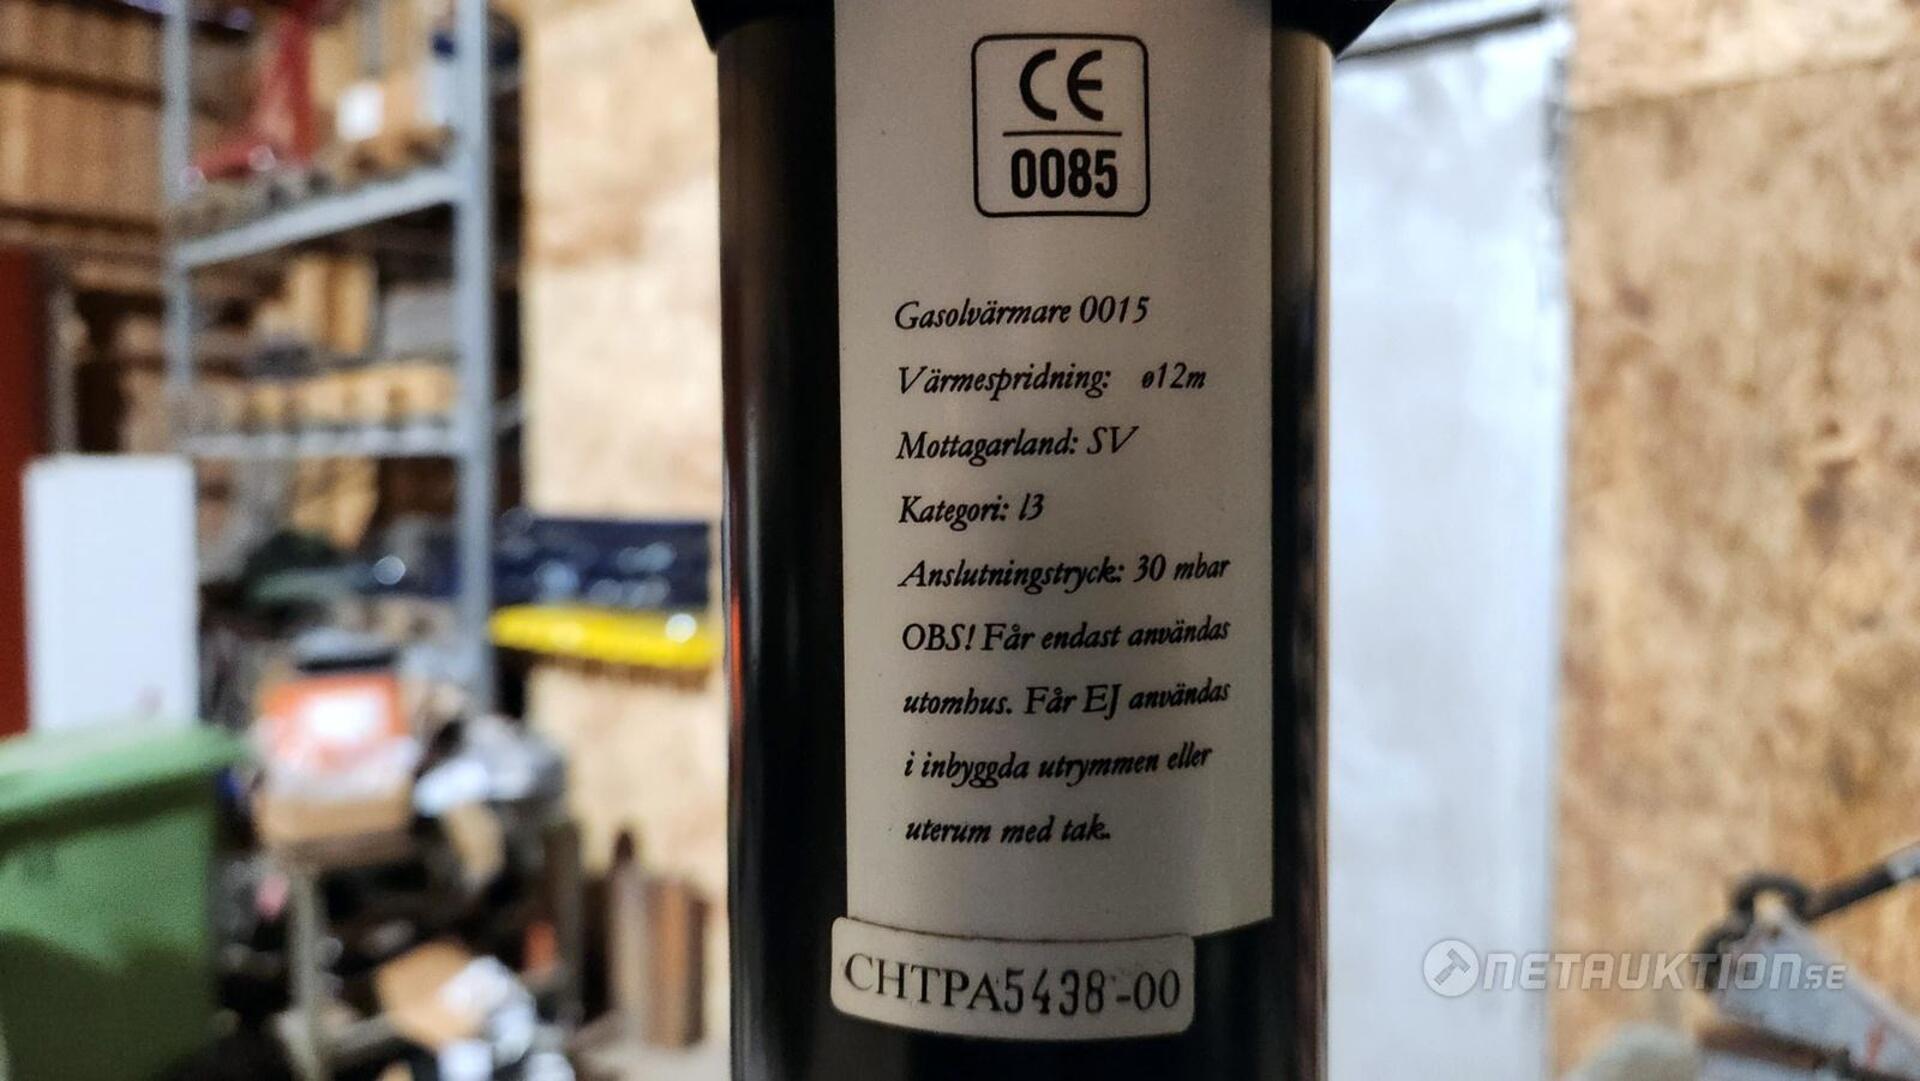 CE
0085
Gasolvärmare 0015
Värmespridning: ø12m
Mottagarland: SV
Kategori: l3
Anslutningstryck: 30 mbar
OBS! Får endast användas
utomhus. Får EJ användas
i inbyggda utrymmen eller
uterum med tak.
CHTPA5438-00
NETAUKTION.SE